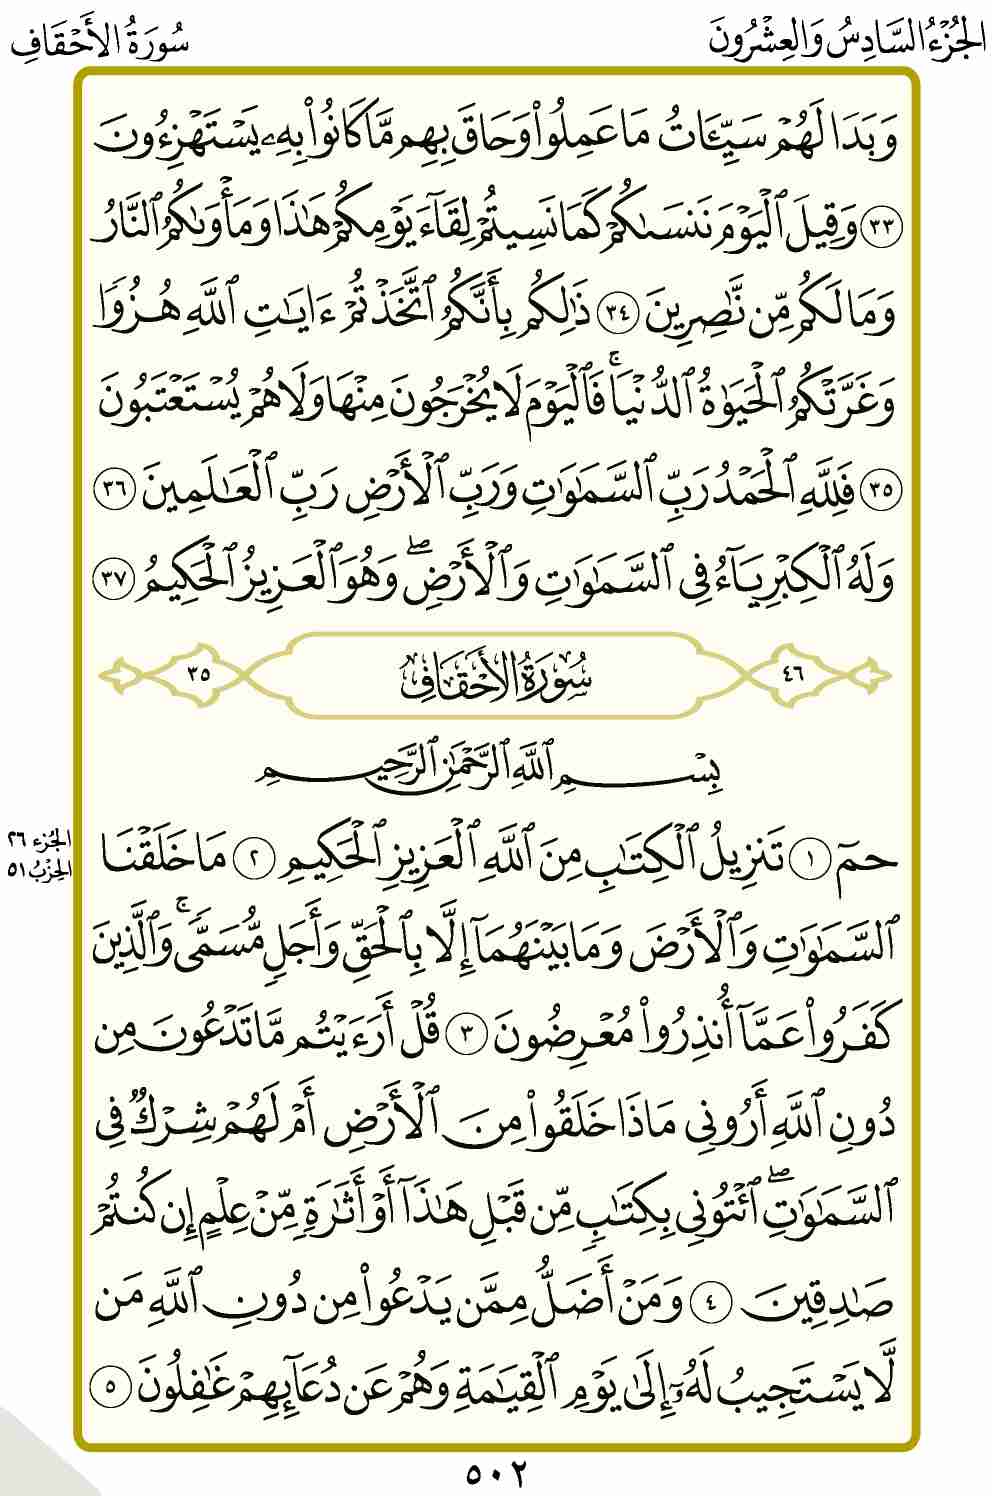 الجُزْءُ السَّادِسُ وَالعِشْرُونَ
سُورَةُ الأَحْقَافِ
وَبَدَا لَهُمْ سَيِّـَٔاتُ مَا عَمِلُوا۟ وَحَاقَ بِهِم مَّا كَانُوا۟ بِهِۦ يَسْتَهْزِءُونَ
٣٣ وَقِيلَ ٱلْيَوْمَ نَنسَىٰكُمْ كَمَا نَسِيتُمْ لِقَآءَ يَوْمِكُمْ هَـٰذَا وَمَأْوَىٰكُمُ ٱلنَّارُ
وَمَا لَكُم مِّن نَّـٰصِرِينَ ٣٤ ذَٰلِكُم بِأَنَّكُمُ ٱتَّخَذْتُمْ ءَايَـٰتِ ٱللَّهِ هُزُوًا
وَغَرَّتْكُمُ ٱلْحَيَوٰةُ ٱلدُّنْيَا ۚ فَٱلْيَوْمَ لَا يُخْرَجُونَ مِنْهَا وَلَا هُمْ يُسْتَعْتَبُونَ
٣٥ فَلِلَّهِ ٱلْحَمْدُ رَبِّ ٱلسَّمَـٰوَٰتِ وَرَبِّ ٱلْأَرْضِ رَبِّ ٱلْعَـٰلَمِينَ ٣٦
وَلَهُ ٱلْكِبْرِيَآءُ فِى ٱلسَّمَـٰوَٰتِ وَٱلْأَرْضِ ۖ وَهُوَ ٱلْعَزِيزُ ٱلْحَكِيمُ ٣٧
٤٦ سُورَةُ الأَحْقَافِ ٣٥
بِسْمِ ٱللَّهِ ٱلرَّحْمَـٰنِ ٱلرَّحِيمِ
الجُزء ٢٦
الحِزْبُ ٥١
حمٓ ١ تَنزِيلُ ٱلْكِتَـٰبِ مِنَ ٱللَّهِ ٱلْعَزِيزِ ٱلْحَكِيمِ ٢ مَا خَلَقْنَا
ٱلسَّمَـٰوَٰتِ وَٱلْأَرْضَ وَمَا بَيْنَهُمَآ إِلَّا بِٱلْحَقِّ وَأَجَلٍ مُّسَمًّى ۚ وَٱلَّذِينَ
كَفَرُوا۟ عَمَّآ أُنذِرُوا۟ مُعْرِضُونَ ٣ قُلْ أَرَءَيْتُم مَّا تَدْعُونَ مِن
دُونِ ٱللَّهِ أَرُونِى مَاذَا خَلَقُوا۟ مِنَ ٱلْأَرْضِ أَمْ لَهُمْ شِرْكٌ فِى
ٱلسَّمَـٰوَٰتِ ۖ ٱئْتُونِى بِكِتَـٰبٍ مِّن قَبْلِ هَـٰذَآ أَوْ أَثَـٰرَةٍ مِّنْ عِلْمٍ إِن كُنتُمْ
صَـٰدِقِينَ ٤ وَمَنْ أَضَلُّ مِمَّن يَدْعُوا۟ مِن دُونِ ٱللَّهِ مَن
لَّا يَسْتَجِيبُ لَهُۥٓ إِلَىٰ يَوْمِ ٱلْقِيَـٰمَةِ وَهُمْ عَن دُعَآئِهِمْ غَـٰفِلُونَ ٥
٥٠٢